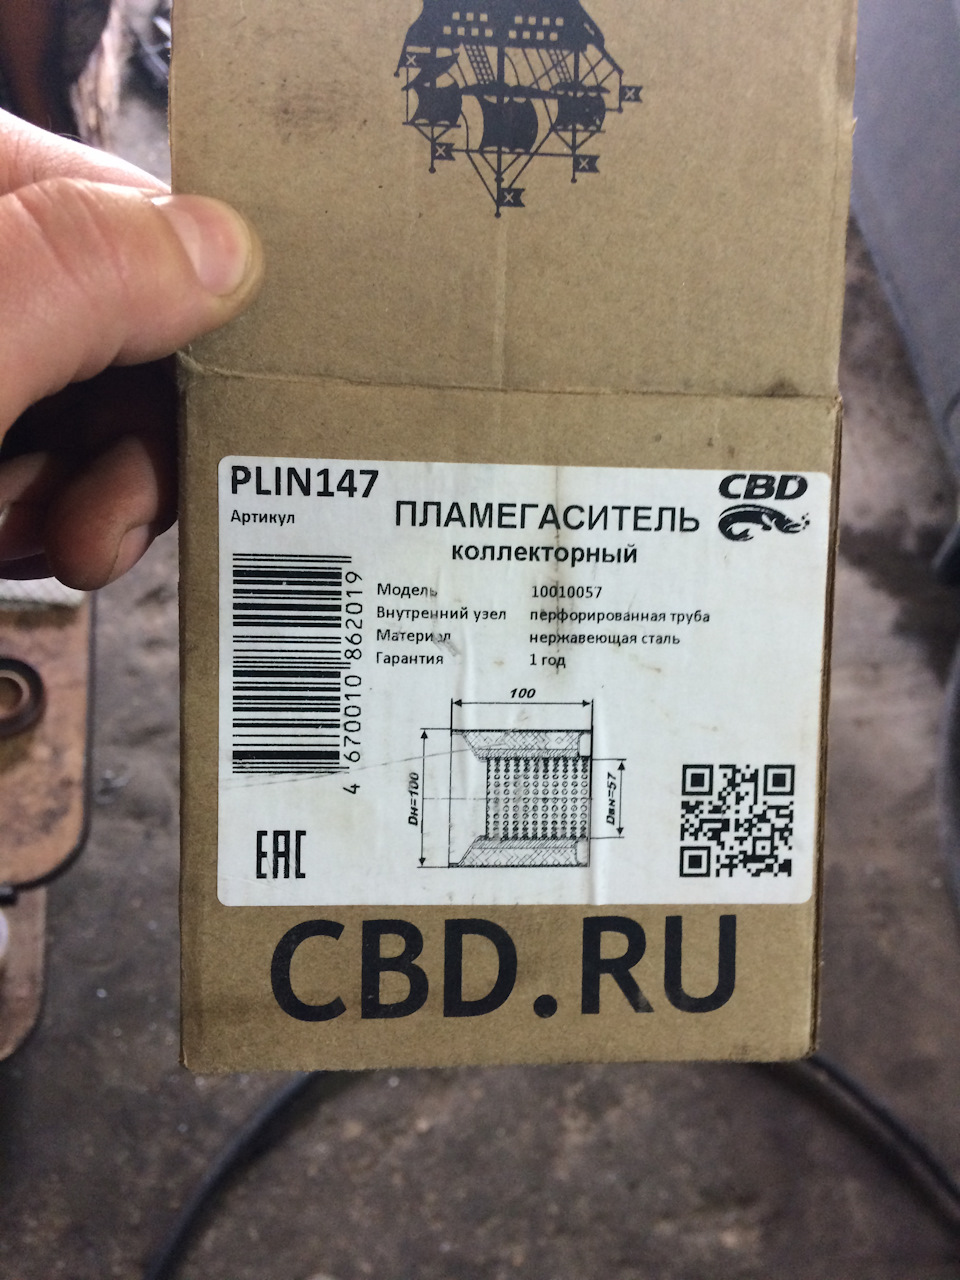 PLIN147
Артикул
ПЛАМЕГАСИТЕЛЬ
коллекторный
CBD
Модель 10010057
Внутренний узел перфорированная труба
Материал нержавеющая сталь
Гарантия 1 год
4 670010 862019
100
Dн=100
Dвн=57
EAC
CBD.RU